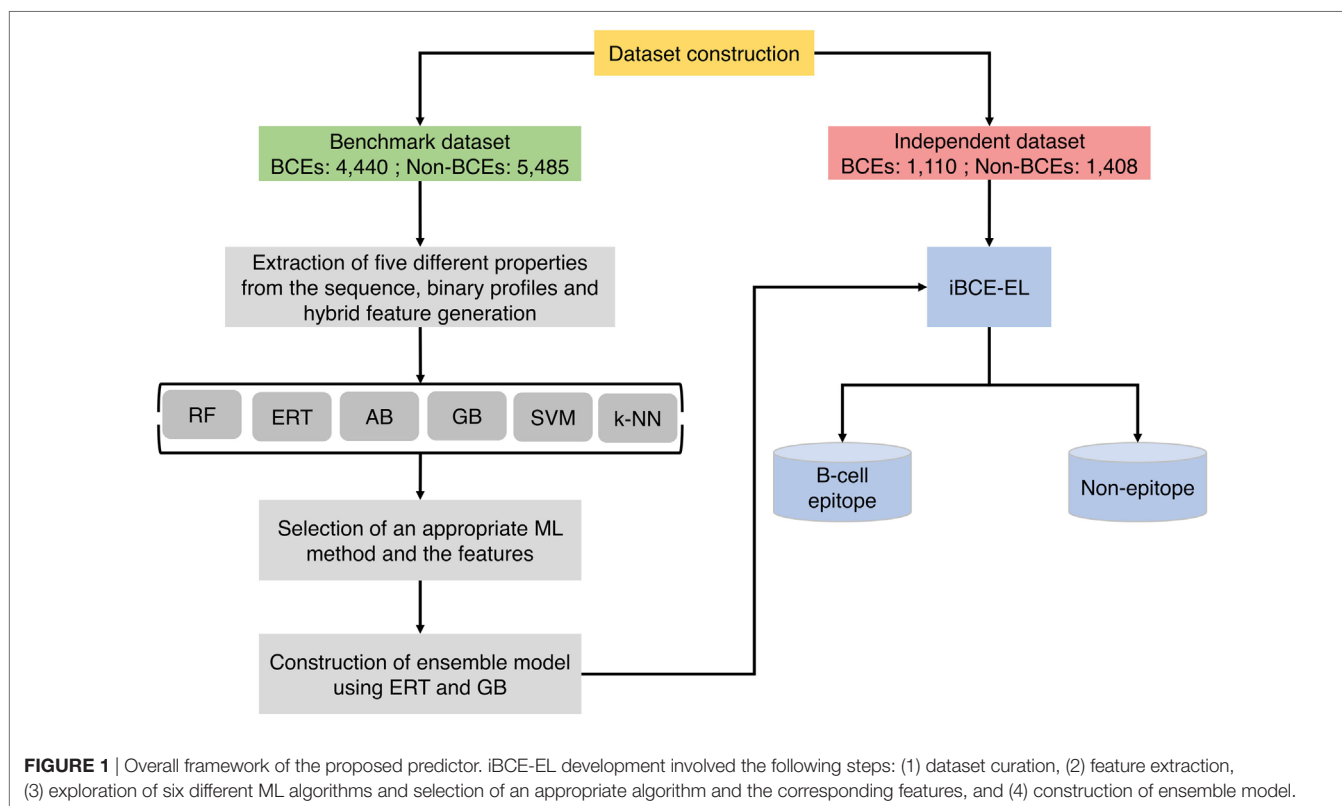 Dataset construction
Benchmark dataset
BCEs: 4,440 ; Non-BCEs: 5,485
Independent dataset
BCEs: 1,110 ; Non-BCEs: 1,408
Extraction of five different properties
from the sequence, binary profiles and
hybrid feature generation
iBCE-EL
RF
ERT
AB
GB
SVM
k-NN
B-cell
epitope
Non-epitope
Selection of an appropriate ML
method and the features
Construction of ensemble model
using ERT and GB
FIGURE 1 | Overall framework of the proposed predictor. iBCE-EL development involved the following steps: (1) dataset curation, (2) feature extraction,
(3) exploration of six different ML algorithms and selection of an appropriate algorithm and the corresponding features, and (4) construction of ensemble model.